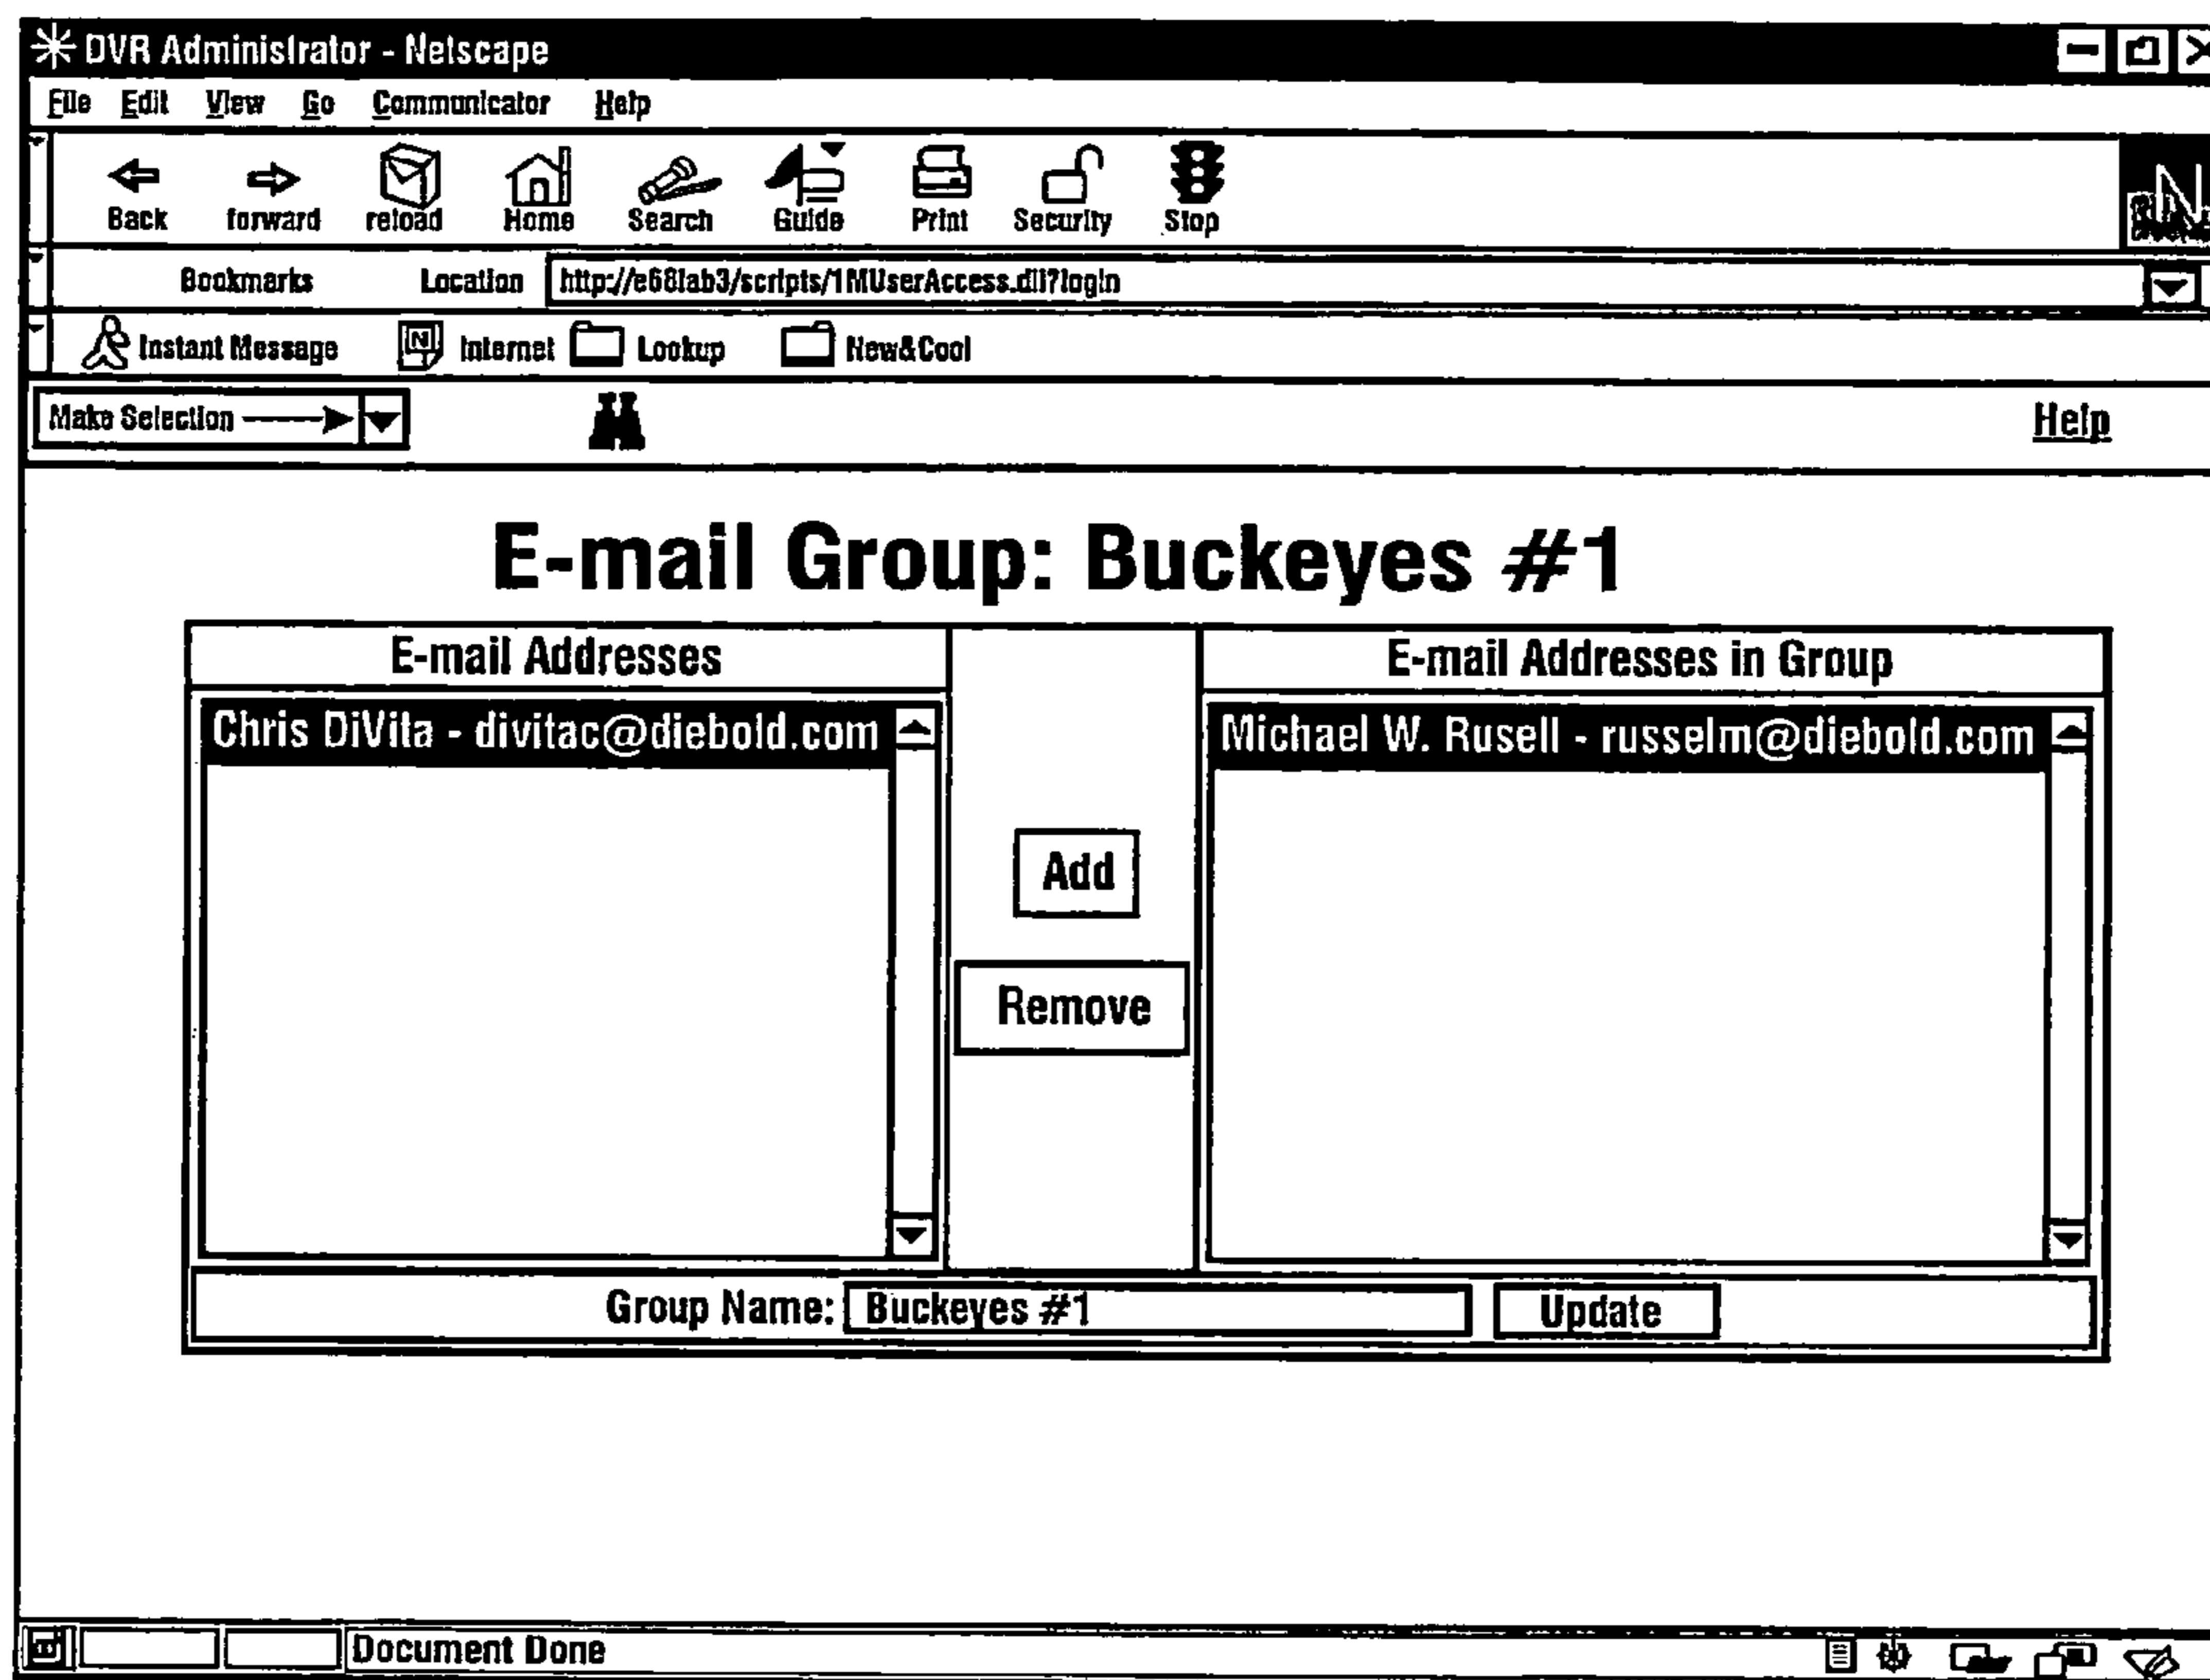 DVR Administrator - Netscape
File Edit View Go Communicator Help
Back forward reload Home Search Guide Print Security Stop
N
Bookmarks Location http://e68lab3/scripts/1MUserAccess.dll?login
Instant Message N Internet Lookup New&Cool
Make Selection Help
E-mail Group: Buckeyes #1
E-mail Addresses E-mail Addresses in Group
Chris DiVita - divitac@diebold.com Michael W. Rusell - russelm@diebold.com
Add
Remove
Group Name: Buckeyes #1 Update
Document Done